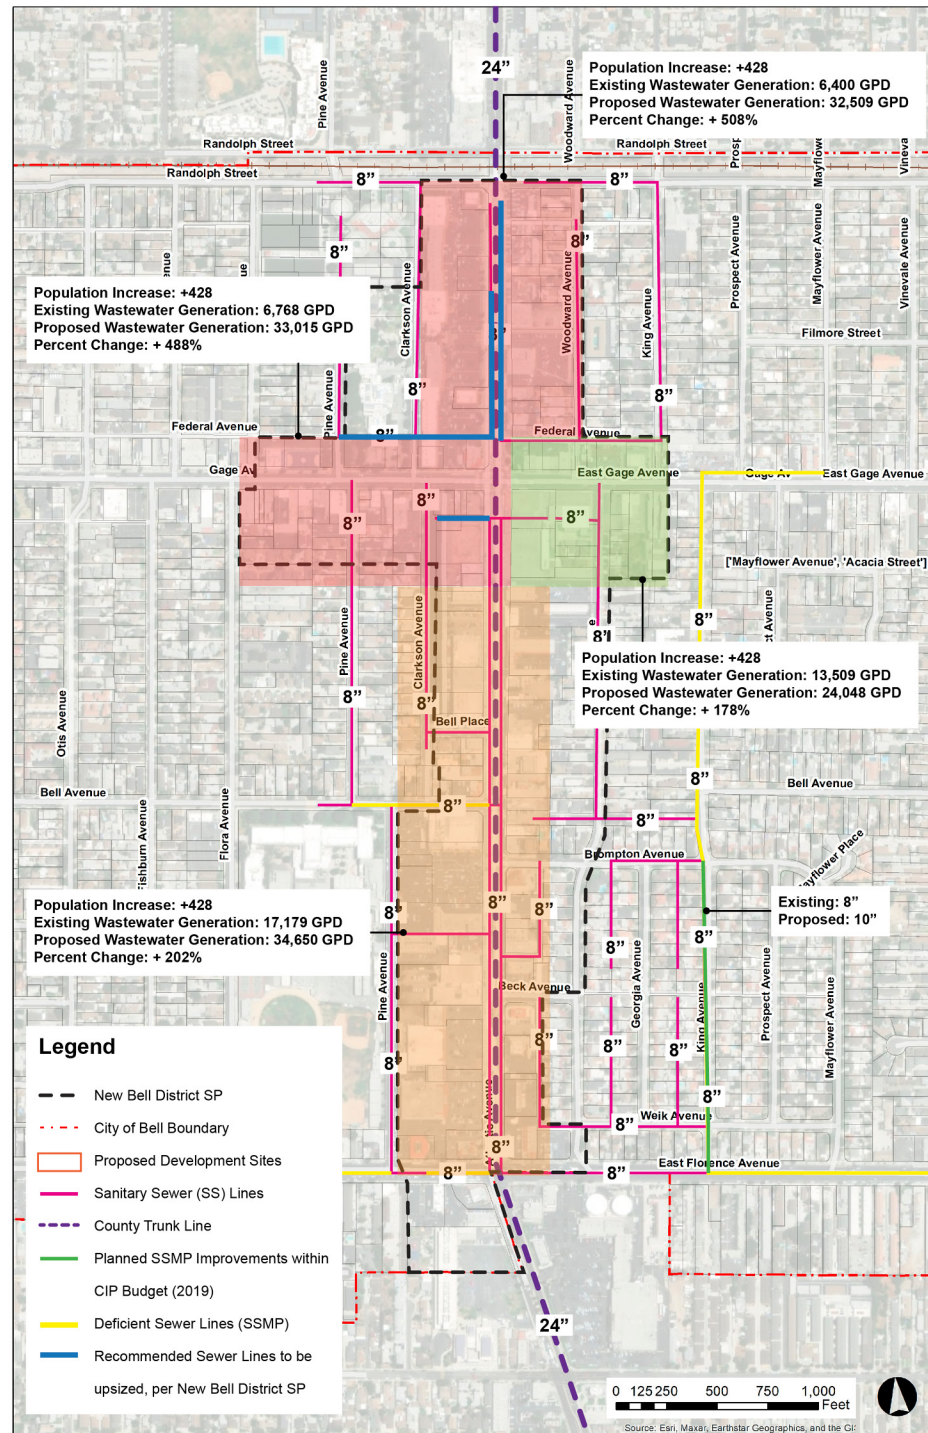 24”
Population Increase: +428
Existing Wastewater Generation: 6,400 GPD
Proposed Wastewater Generation: 32,509 GPD
Percent Change: + 508%
Pine Avenue
Woodward Avenue
Randolph Street
Randolph Street
Randolph Street
Vineva
8”
8”
8”
8’
Population Increase: +428
Existing Wastewater Generation: 6,768 GPD
Proposed Wastewater Generation: 33,015 GPD
Percent Change: + 488%
Clarkson Avenue
Woodward Avenue
King Avenue
Prospect Avenue
Mayflower Avenue
Vinevale Avenue
Filmore Street
8”
8”
Pine Avenue
Federal Avenue
8”
Federal Avenue
Gage Av
East Gage Avenue
Gage Av
East Gage Avenue
8”
8”
8”
['Mayflower Avenue', 'Acacia Street']
8”
8”
Population Increase: +428
Existing Wastewater Generation: 13,509 GPD
Proposed Wastewater Generation: 24,048 GPD
Percent Change: + 178%
Otis Avenue
Pine Avenue
Clarkson Avenue
ct Avenue
8”
8”
Bell Place
Bell Avenue
8”
8”
Bell Avenue
8”
Fishburn Avenue
Flora Avenue
Brompton Avenue
Mayflower Place
Population Increase: +428
Existing Wastewater Generation: 17,179 GPD
Proposed Wastewater Generation: 34,650 GPD
Percent Change: + 202%
8”
8”
8”
Existing: 8”
Proposed: 10”
8”
8”
Pine Avenue
Beck Avenue
Georgia Avenue
King Avenue
Prospect Avenue
Mayflower Avenue
8”
8”
8”
8”
8”
Weik Avenue
8”
8”
East Florence Avenue
8”
8”
24”
Legend
New Bell District SP
City of Bell Boundary
Proposed Development Sites
Sanitary Sewer (SS) Lines
County Trunk Line
Planned SSMP Improvements within
CIP Budget (2019)
Deficient Sewer Lines (SSMP)
Recommended Sewer Lines to be
upsized, per New Bell District SP
0 125 250 500 750 1,000
Feet
Source: Esri, Maxar, Earthstar Geographics, and the GI